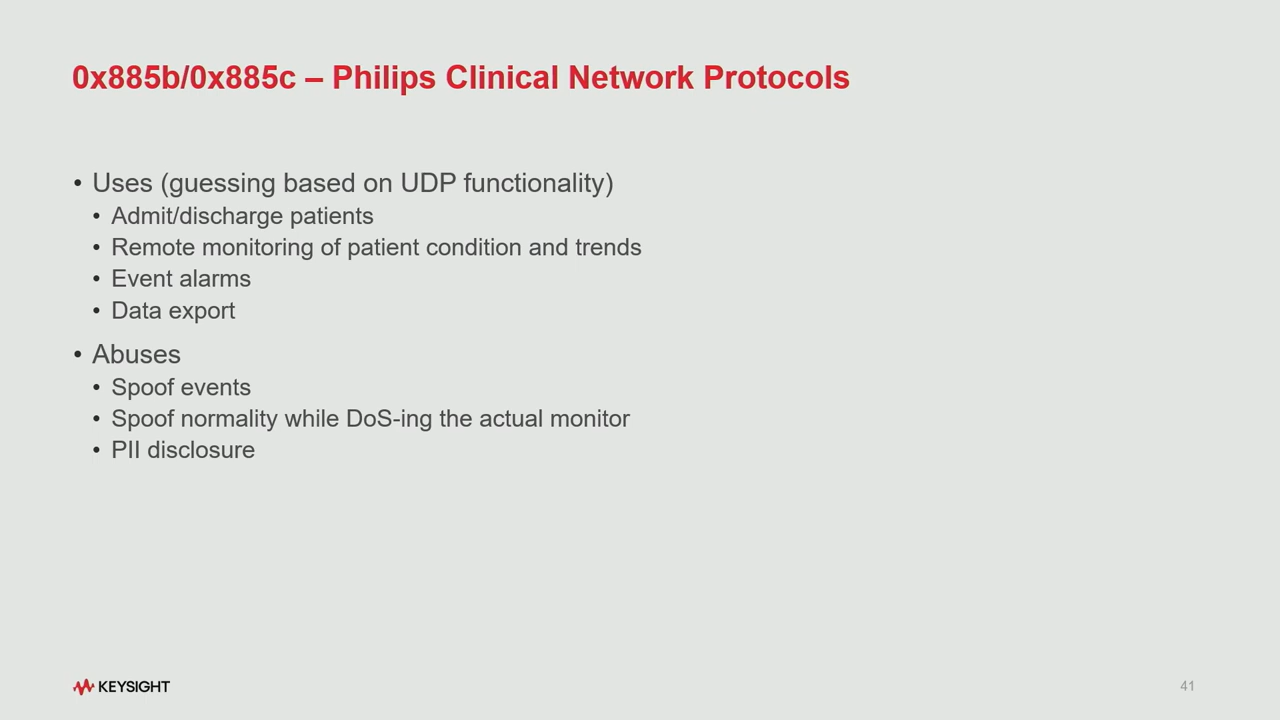 0x885b/0x885c – Philips Clinical Network Protocols
• Uses (guessing based on UDP functionality)
• Admit/discharge patients
• Remote monitoring of patient condition and trends
• Event alarms
• Data export
• Abuses
• Spoof events
• Spoof normality while DoS-ing the actual monitor
• PII disclosure
KEYSIGHT
41